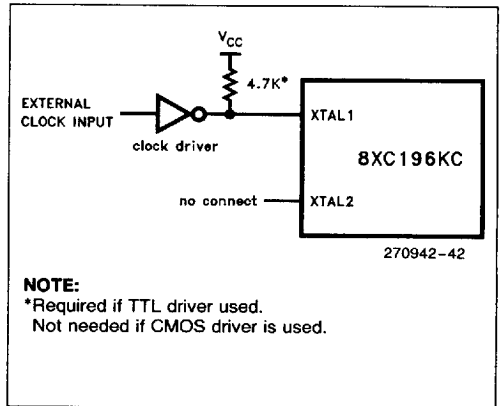 VCC
4.7K*
EXTERNAL
CLOCK INPUT
clock driver
XTAL1
8XC196KC
no connect
XTAL2
270942-42
NOTE:
*Required if TTL driver used.
Not needed if CMOS driver is used.